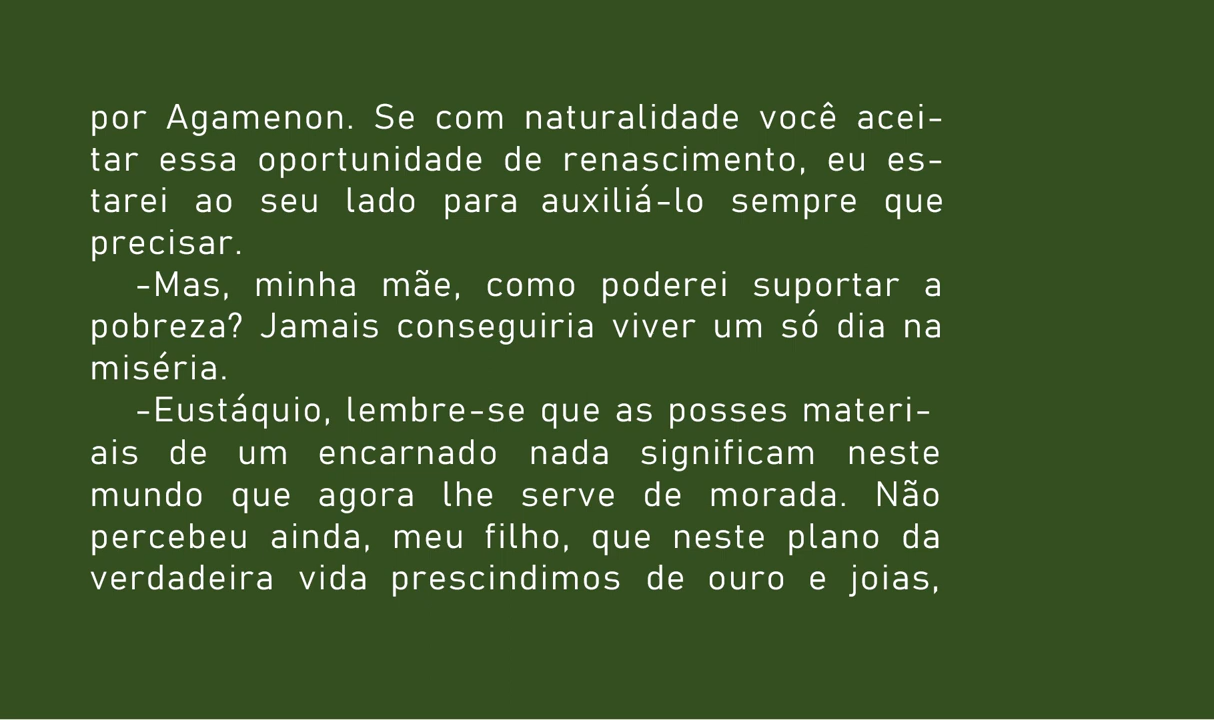 por Agamenon. Se com naturalidade você acei-
tar essa oportunidade de renascimento, eu es-
tarei ao seu lado para auxiliá-lo sempre que
precisar.
-Mas, minha mãe, como poderei suportar a
pobreza? Jamais conseguiria viver um só dia na
miséria.
-Eustáquio, lembre-se que as posses materi-
ais de um encarnado nada significam neste
mundo que agora lhe serve de morada. Não
percebeu ainda, meu filho, que neste plano da
verdadeira vida prescindimos de ouro e joias,